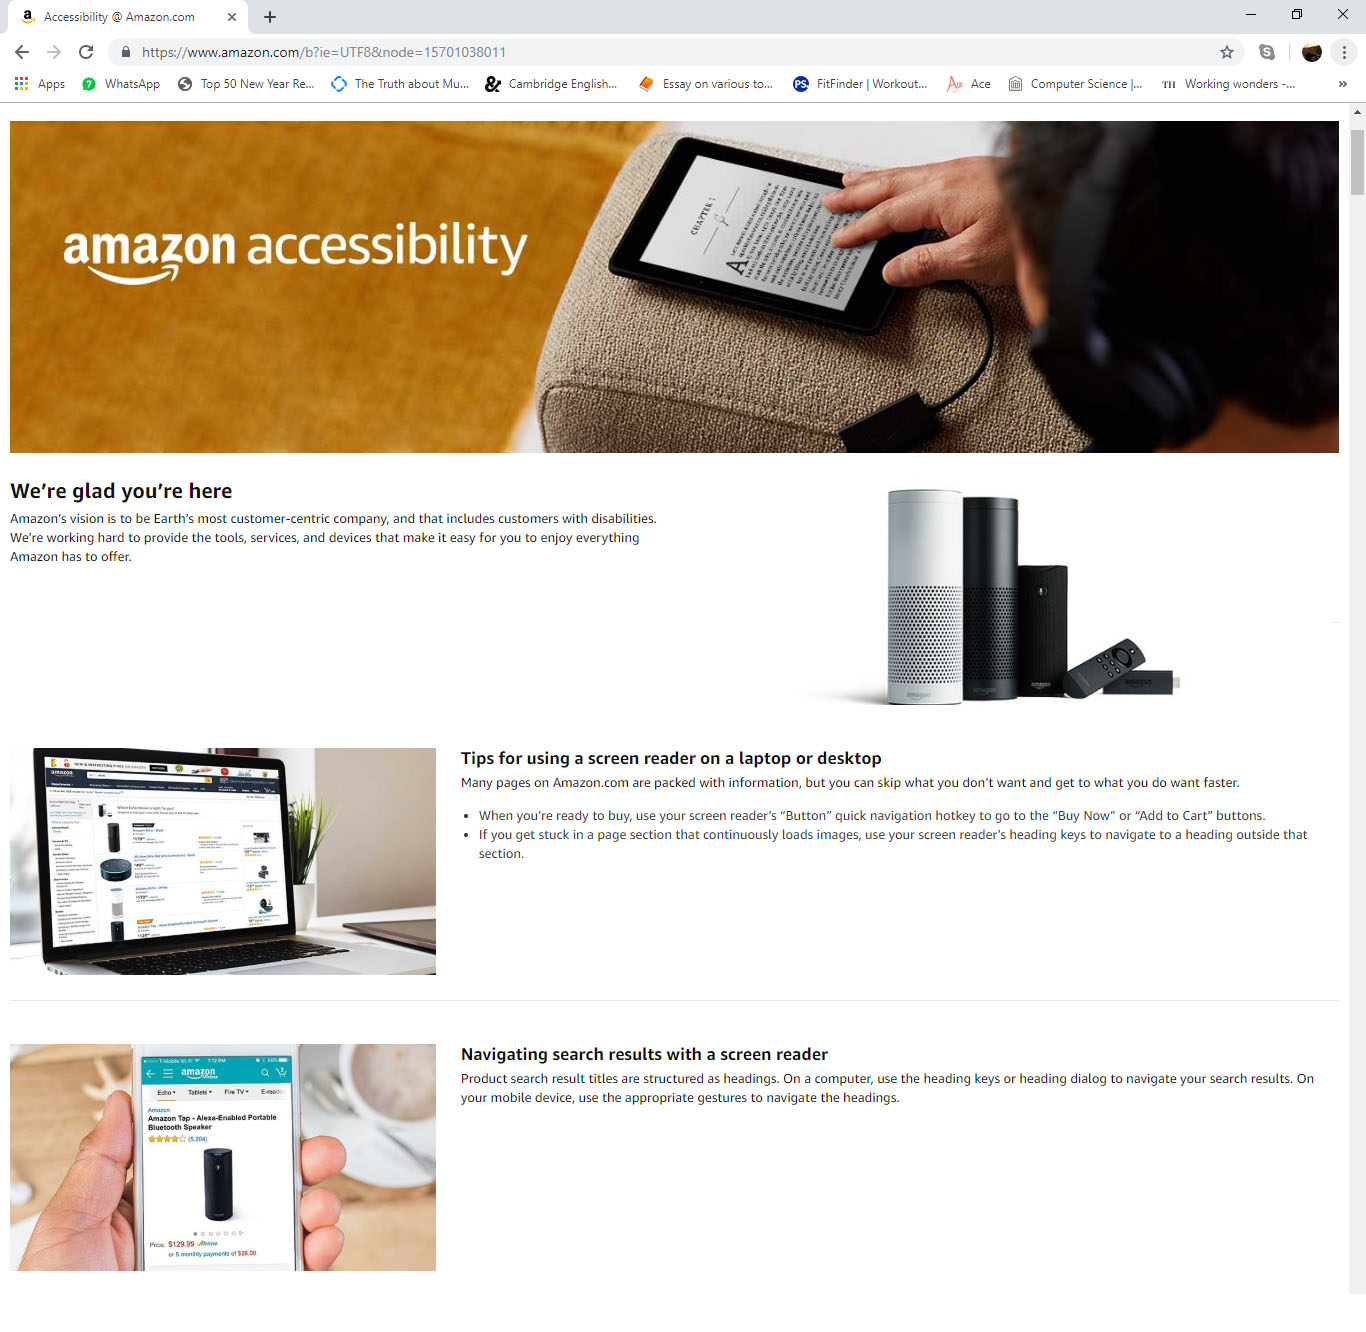 Accessibility @ Amazon.com
https://www.amazon.com/b?ie=UTF8&node=15701038011
Apps WhatsApp Top 50 New Year Re... The Truth about Mu... Cambridge English... Essay on various to... FitFinder | Workout... Ace Computer Science |... TH Working wonders -... »
amazon accessibility
CHAPTER I
We’re glad you’re here
Amazon’s vision is to be Earth’s most customer-centric company, and that includes customers with disabilities.
We’re working hard to provide the tools, services, and devices that make it easy for you to enjoy everything
Amazon has to offer.
amazon
amazon
Tips for using a screen reader on a laptop or desktop
Many pages on Amazon.com are packed with information, but you can skip what you don’t want and get to what you do want faster.
• When you’re ready to buy, use your screen reader’s “Button” quick navigation hotkey to go to the “Buy Now” or “Add to Cart” buttons.
• If you get stuck in a page section that continuously loads images, use your screen reader’s heading keys to navigate to a heading outside that
section.
amazon
Navigating search results with a screen reader
Product search result titles are structured as headings. On a computer, use the heading keys or heading dialog to navigate your search results. On
your mobile device, use the appropriate gestures to navigate the headings.
T-Mobile Wi-Fi 1:12 PM
amazon
Echo Tablets Fire TV E-reade
Amazon
Amazon Tap - Alexa-Enabled Portable
Bluetooth Speaker
(5,204)
Price: $129.99 Prime
or 5 monthly payments of $26.00